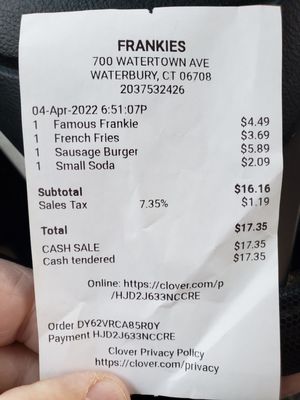 FRANKIES
700 WATERTOWN AVE
WATERBURY, CT 06708
2037532426
04-Apr-2022 6:51:07P
1 Famous Frankie $4.49
1 French Fries $3.69
1 Sausage Burger $5.89
1 Small Soda $2.09
Subtotal $16.16
Sales Tax 7.35% $1.19
Total $17.35
CASH SALE $17.35
Cash tendered $17.35
Online: https://clover.com/p
/HJD2J633NCCRE
Order DY62VRCA85R0Y
Payment HJD2J633NCCRE
Clover Privacy Policy
https://clover.com/privacy